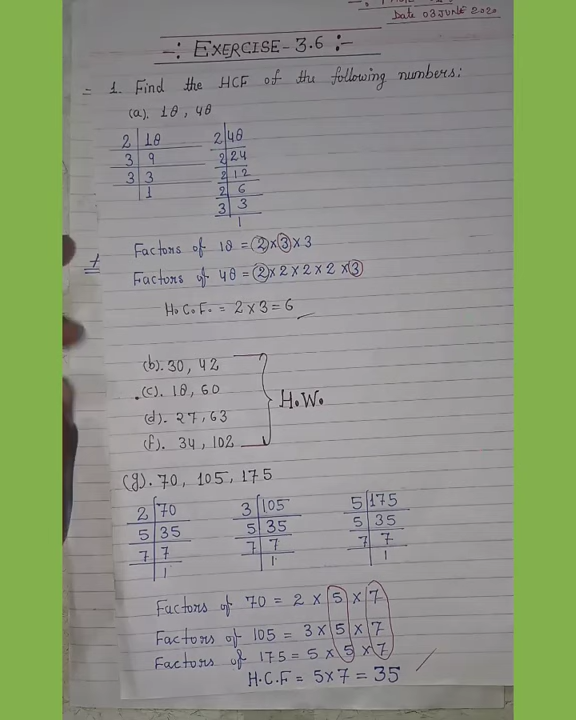 Date 03 JUNE 2020
-: EXERCISE-3.6 :-
= 1. Find the HCF of the following numbers:
(a). 18, 48
2 18 2 48
3 9 2 24
3 3 2 12
1 2 6
3 3
1
Factors of 18 = 2×3×3
Factors of 48 = 2×2×2×2×3
H.C.F. = 2×3=6
(b). 30, 42
(c). 18, 60
(d). 27, 63
(f). 34, 102
H.W.
(g). 70, 105, 175
2 70 3 105 5 175
5 35 5 35 5 35
7 7 7 7 7 7
1 1 1
Factors of 70 = 2 × 5 × 7
Factors of 105 = 3 × 5 × 7
Factors of 175 = 5 × 5 × 7
H.C.F = 5×7 = 35